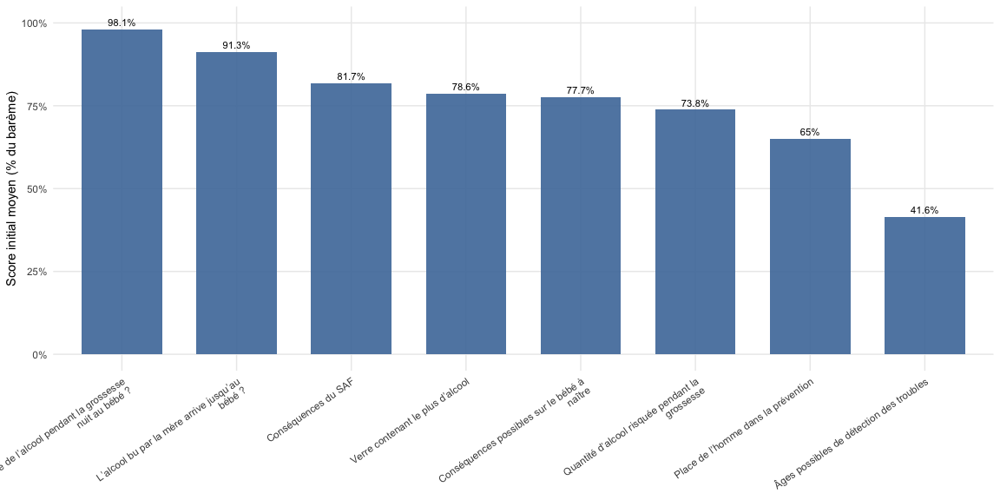 Score initial moyen (% du barème)
100%
75%
50%
25%
0%
98.1%
91.3%
81.7%
78.6%
77.7%
73.8%
65%
41.6%
de l'alcool pendant la grossesse
nuit au bébé ?
L'alcool bu par la mère arrive jusqu'au
bébé ?
Conséquences du SAF
Verre contenant le plus d'alcool
Conséquences possibles sur le bébé à
naître
Quantité d'alcool risquée pendant la
grossesse
Place de l'homme dans la prévention
Âges possibles de détection des troubles